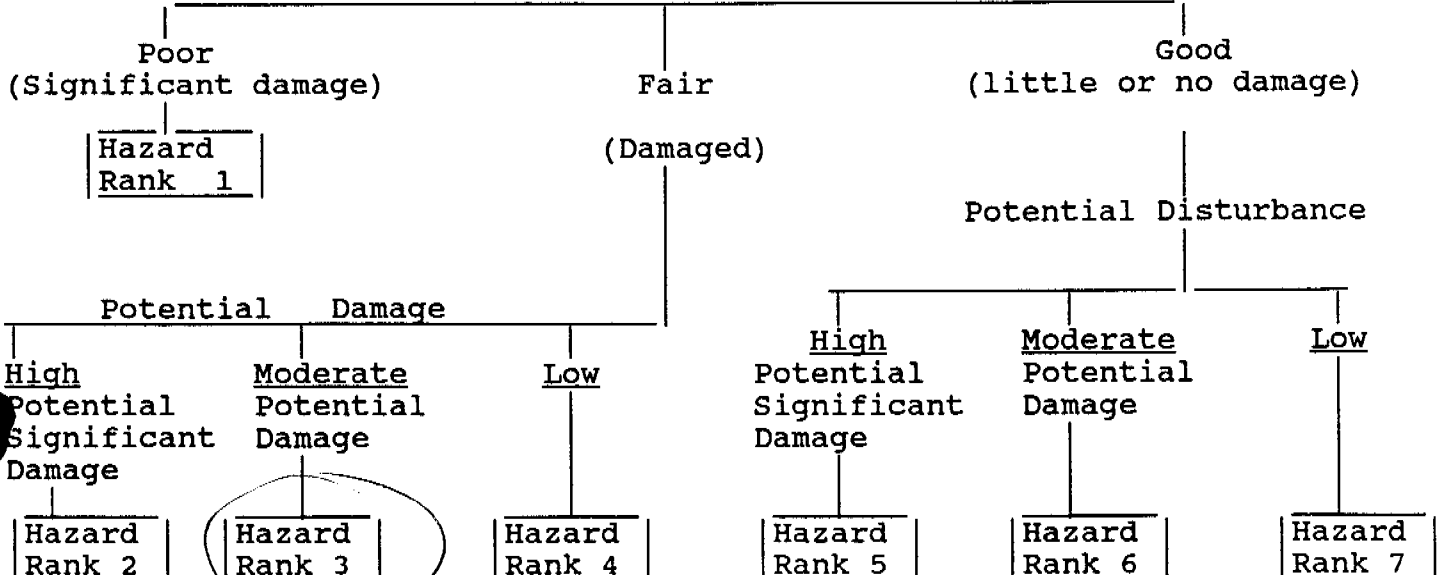 Poor
(Significant damage)
Fair
(Damaged)
Good
(little or no damage)
Hazard
Rank 1
Potential Disturbance
Potential Damage
High
Potential
Significant
Damage
Moderate
Potential
Damage
Low
High
Potential
Significant
Damage
Moderate
Potential
Damage
Low
Hazard
Rank 2
Hazard
Rank 3
Hazard
Rank 4
Hazard
Rank 5
Hazard
Rank 6
Hazard
Rank 7